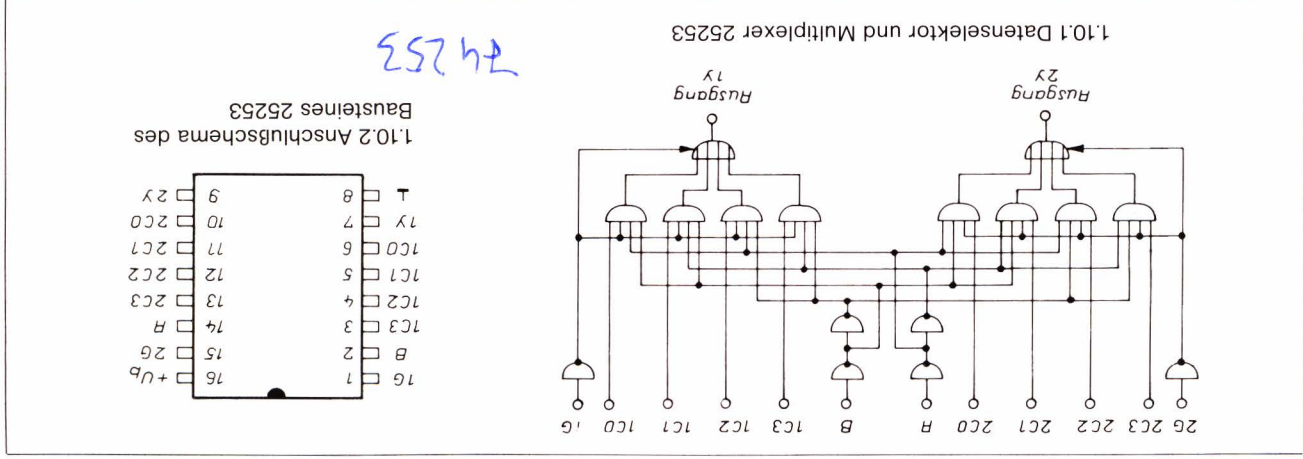 2G 2C3 2C2 2C1 2C0 A B 1C3 1C2 1C1 1C0 1G
Ausgang
2Y
Ausgang
1Y
1.10.1 Datenselektor und Multiplexer 25253
1G 1 16 +Ub
B 2 15 2G
1C3 3 14 A
1C2 4 13 2C3
1C1 5 12 2C2
1C0 6 11 2C1
1Y 7 10 2C0
⊥ 8 9 2Y
1.10.2 Anschlußschema des
Bausteines 25253
74253